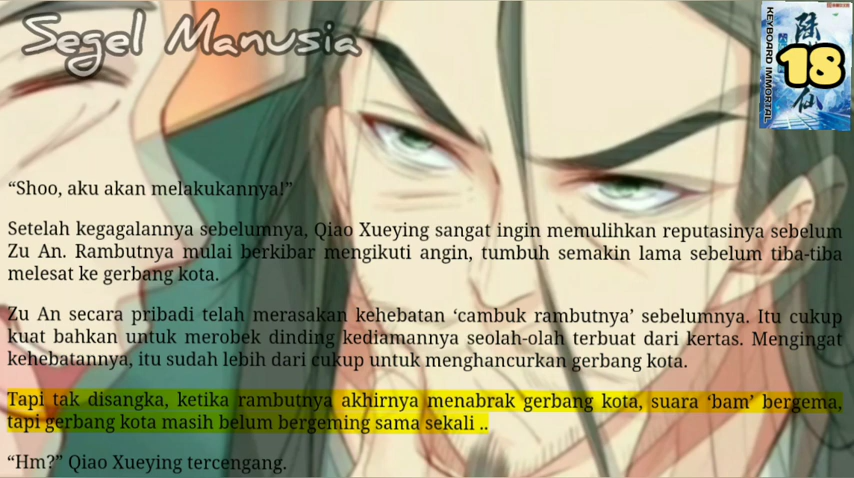 Segel Manusia
KEYBOARD IMMORTAL
陆
仙
18
“Shoo, aku akan melakukannya!”
Setelah kegagalannya sebelumnya, Qiao Xueying sangat ingin memulihkan reputasinya sebelum
Zu An. Rambutnya mulai berkibar mengikuti angin, tumbuh semakin lama sebelum tiba-tiba
melesat ke gerbang kota.
Zu An secara pribadi telah merasakan kehebatan ‘cambuk rambutnya’ sebelumnya. Itu cukup
kuat bahkan untuk merobek dinding kediamannya seolah-olah terbuat dari kertas. Mengingat
kehebatannya, itu sudah lebih dari cukup untuk menghancurkan gerbang kota.
Tapi tak disangka, ketika rambutnya akhirnya menabrak gerbang kota, suara ‘bam’ bergema,
tapi gerbang kota masih belum bergeming sama sekali ..
“Hm?” Qiao Xueying tercengang.